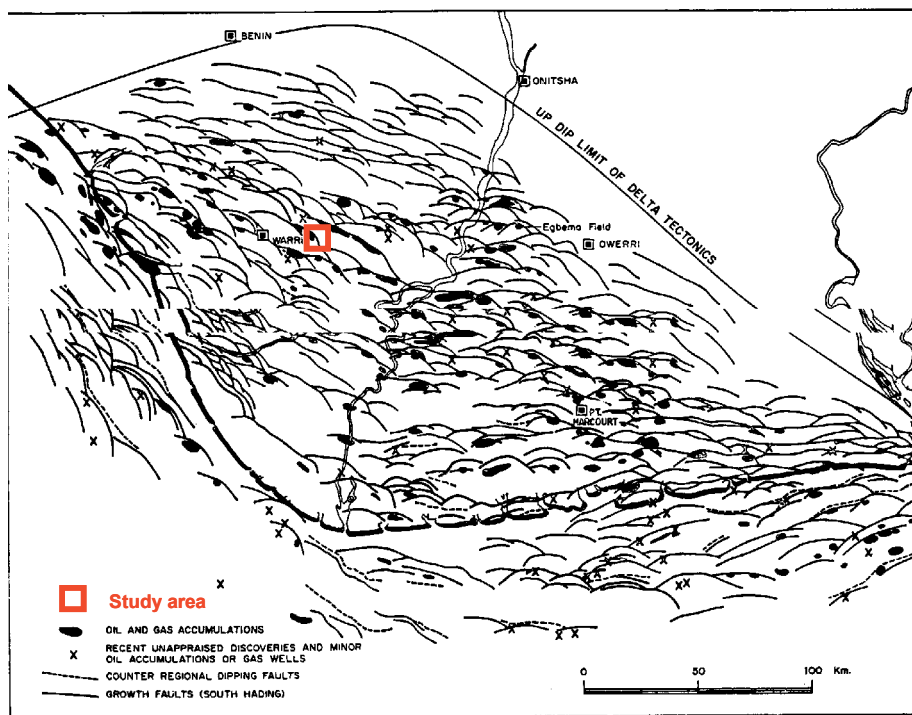 BENIN
ONITSHA
UP DIP LIMIT OF DELTA TECTONICS
Egbema Field
WARRI
OWERRI
PT.
HARCOURT
Study area
OIL AND GAS ACCUMULATIONS
X RECENT UNAPPRAISED DISCOVERIES AND MINOR
OIL ACCUMULATIONS OR GAS WELLS
COUNTER REGIONAL DIPPING FAULTS
GROWTH FAULTS (SOUTH HADING)
0 50 100 Km.